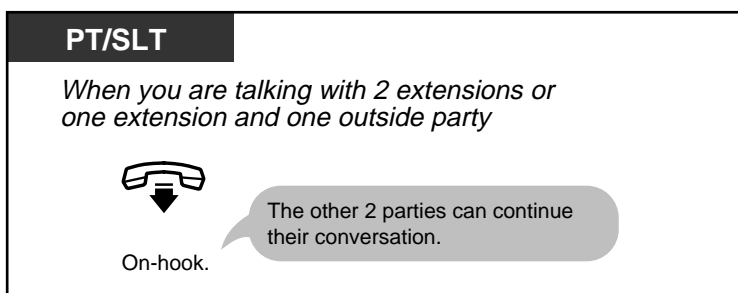 PT/SLT
When you are talking with 2 extensions or
one extension and one outside party
The other 2 parties can continue
their conversation.
On-hook.